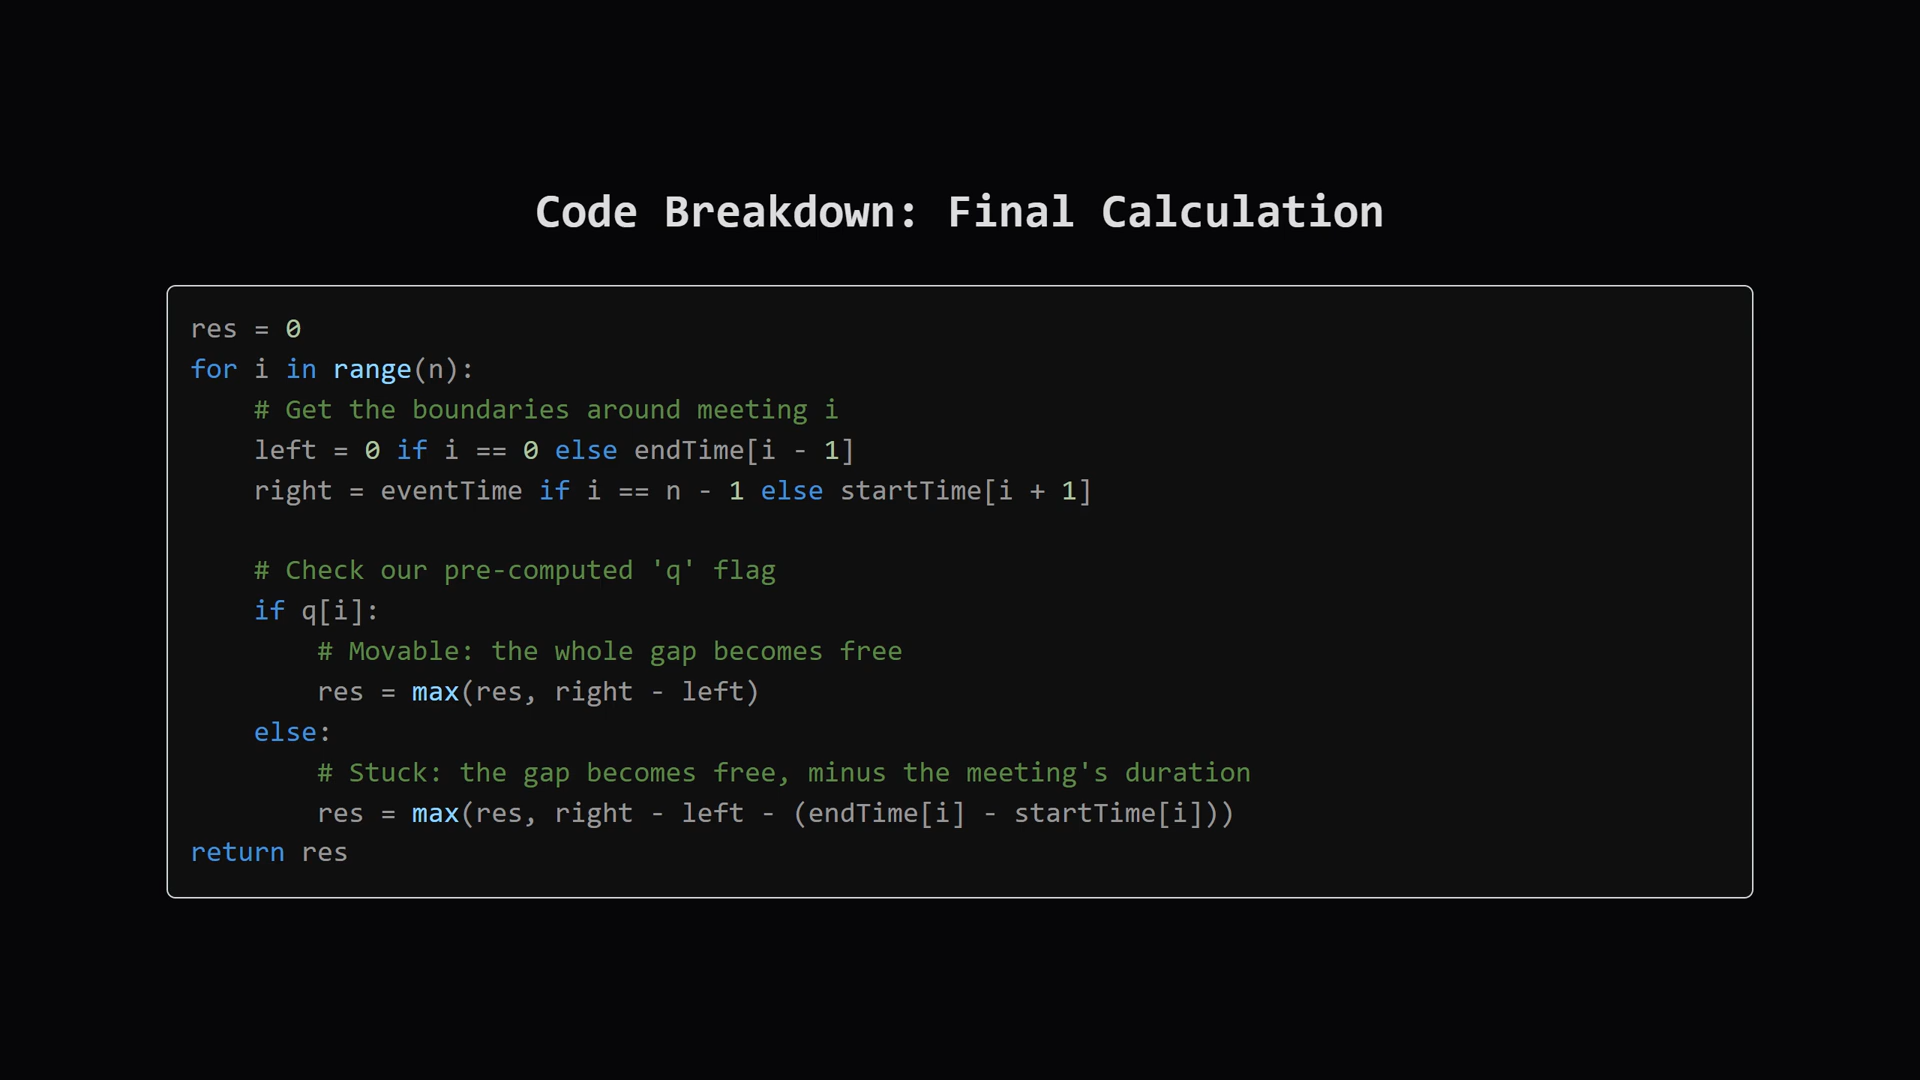 Code Breakdown: Final Calculation
res = 0
for i in range(n):
    # Get the boundaries around meeting i
    left = 0 if i == 0 else endTime[i - 1]
    right = eventTime if i == n - 1 else startTime[i + 1]

    # Check our pre-computed 'q' flag
    if q[i]:
        # Movable: the whole gap becomes free
        res = max(res, right - left)
    else:
        # Stuck: the gap becomes free, minus the meeting's duration
        res = max(res, right - left - (endTime[i] - startTime[i]))
return res